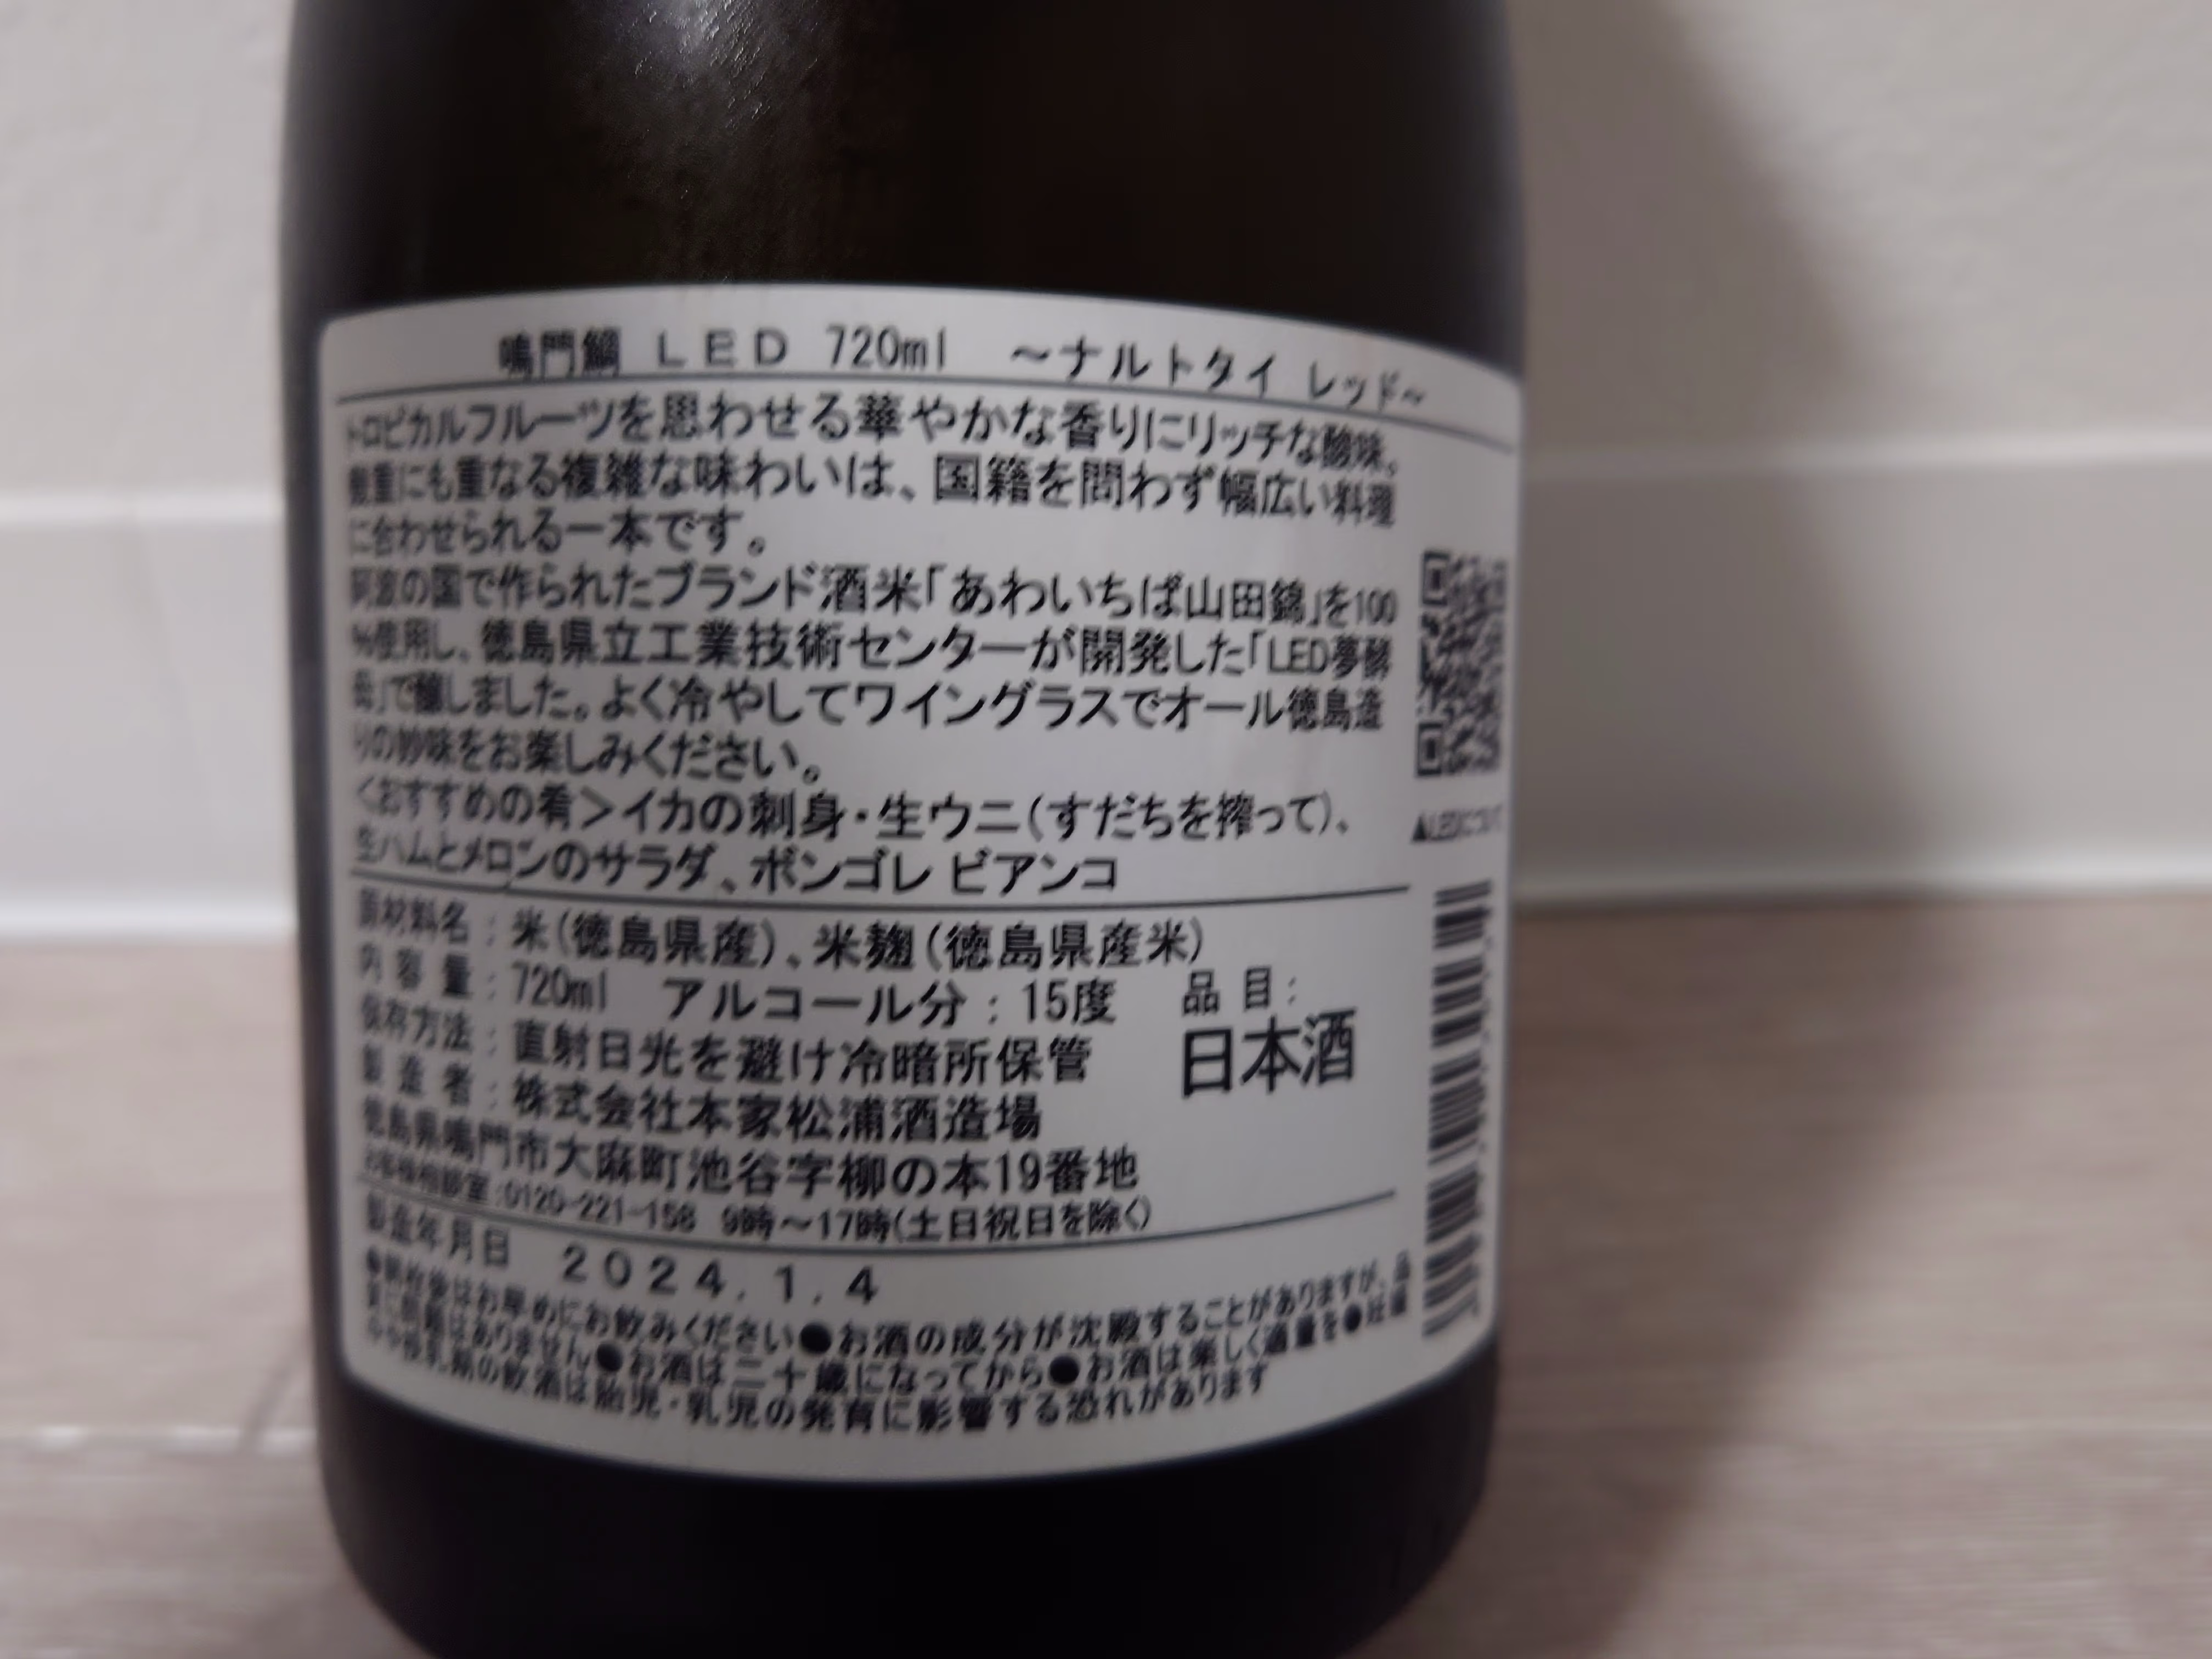 鳴門鯛 LED 720ml ～ナルトタイ レッド～
トロピカルフルーツを思わせる華やかな香りにリッチな酸味。
幾重にも重なる複雑な味わいは、国籍を問わず幅広い料理
に合わせられる一本です。
阿波の国で作られたブランド酒米「あわいちば山田錦」を100
%使用し、徳島県立工業技術センターが開発した「LED夢酵
母」で醸しました。よく冷やしてワイングラスでオール徳島造
りの妙味をお楽しみください。
<おすすめの肴>イカの刺身・生ウニ(すだちを搾って)、
生ハムとメロンのサラダ、ボンゴレ ビアンコ
▲LEDについて
原材料名:米(徳島県産)、米麹(徳島県産米)
内容量:720ml アルコール分:15度
品目:
日本酒
保存方法:直射日光を避け冷暗所保管
製造者:株式会社本家松浦酒造場
徳島県鳴門市大麻町池谷字柳の本19番地
お客様相談室:0120-221-158 9時～17時(土日祝日を除く)
製造年月日 2024.1.4
●開栓後はお早めにお飲みください●お酒の成分が沈殿することがありますが、品
質に問題はありません●お酒は二十歳になってから●お酒は楽しく適量を●妊娠
中や授乳期の飲酒は胎児・乳児の発育に影響する恐れがあります